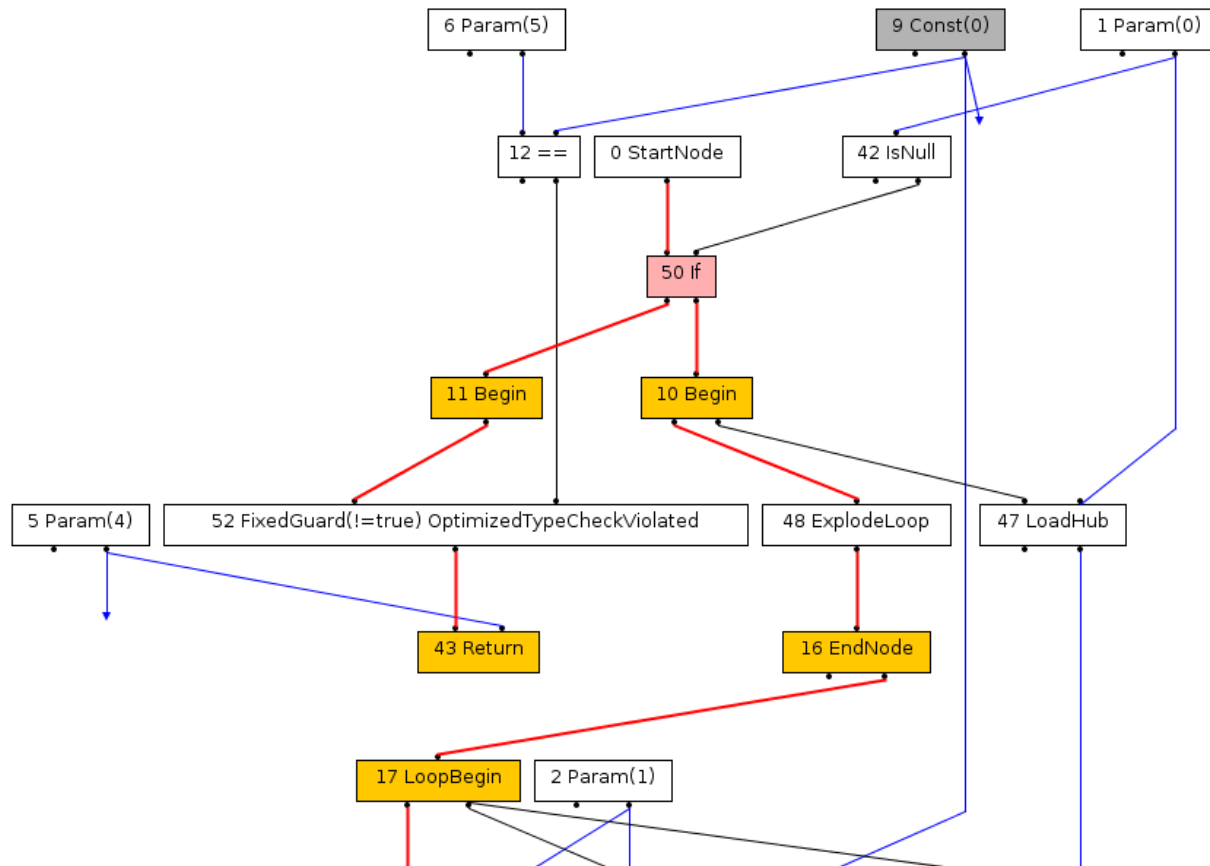 6 Param(5)
9 Const(0)
1 Param(0)
12 ==
0 StartNode
42 IsNull
50 If
11 Begin
10 Begin
5 Param(4)
52 FixedGuard(!=true) OptimizedTypeCheckViolated
48 ExplodeLoop
47 LoadHub
43 Return
16 EndNode
17 LoopBegin
2 Param(1)